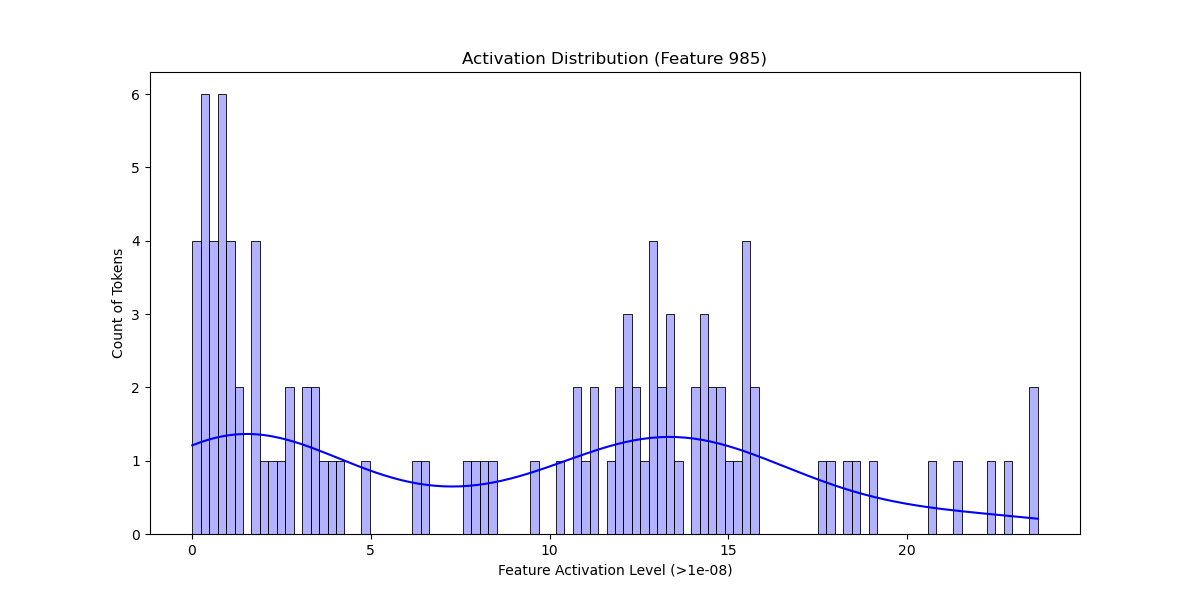 Activation Distribution (Feature 985)
Count of Tokens
6
5
4
3
2
1
0
0 5 10 15 20
Feature Activation Level (>1e-08)